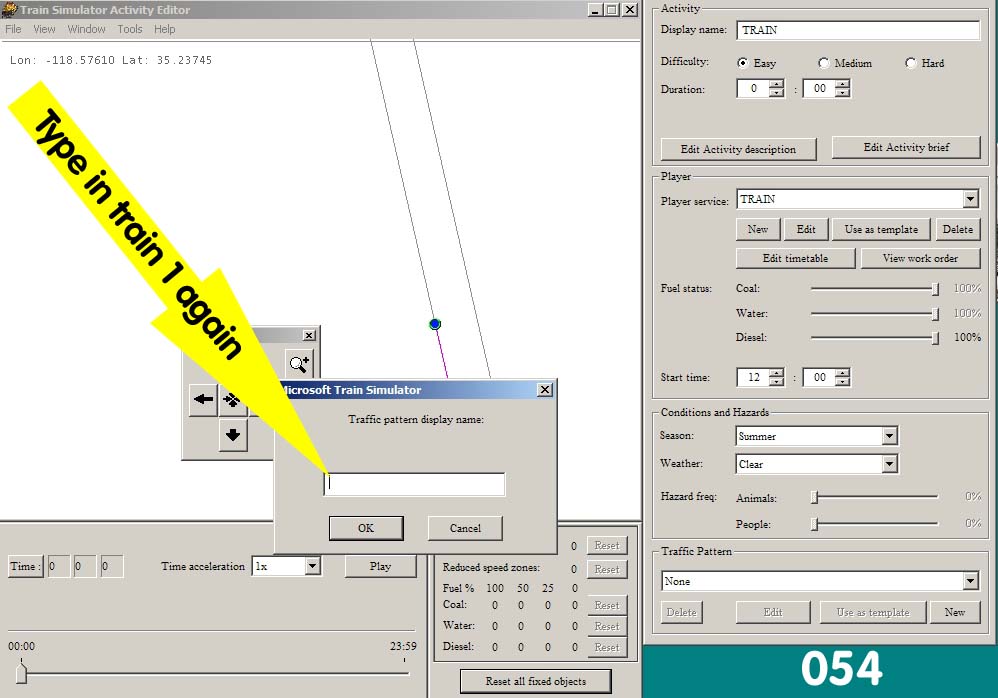 Train Simulator Activity Editor
File View Window Tools Help
Lon: -118.57610 Lat: 35.23745
Type in train 1 again
Microsoft Train Simulator
Traffic pattern display name:
OK Cancel
Time : 0 0 0 Time acceleration 1x Play
00:00 23:59
0 Reset
Reduced speed zones: 0 Reset
Fuel % 100 50 25 0
Coal: 0 0 0 0 Reset
Water: 0 0 0 0 Reset
Diesel: 0 0 0 0 Reset
Reset all fixed objects
Activity
Display name: TRAIN
Difficulty: Easy Medium Hard
Duration: 0 : 00
Edit Activity description Edit Activity brief
Player
Player service: TRAIN
New Edit Use as template Delete
Edit timetable View work order
Fuel status: Coal: 100%
Water: 100%
Diesel: 100%
Start time: 12 : 00
Conditions and Hazards
Season: Summer
Weather: Clear
Hazard freq: Animals: 0%
People: 0%
Traffic Pattern
None
Delete Edit Use as template New
054